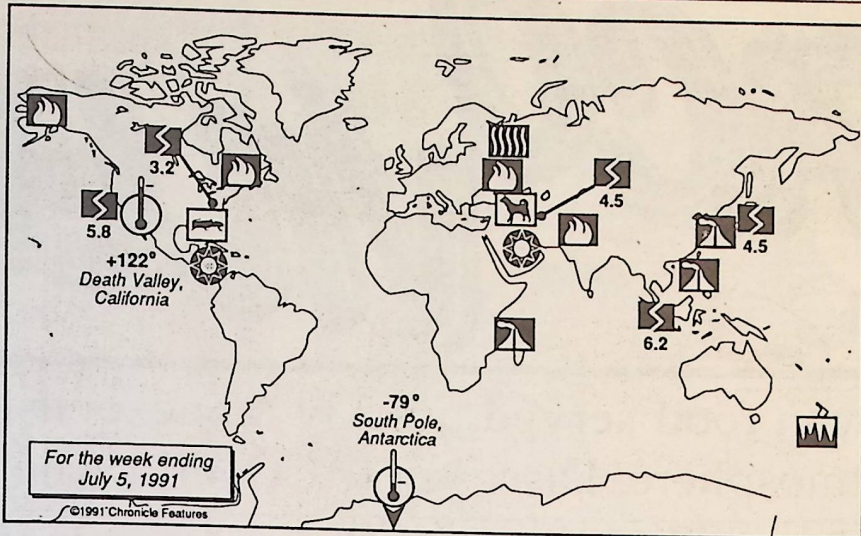 3.2
4.5
5.8
4.5
+122°
Death Valley,
California
6.2
-79°
South Pole,
Antarctica
For the week ending
July 5, 1991
©1991 Chronicle Features